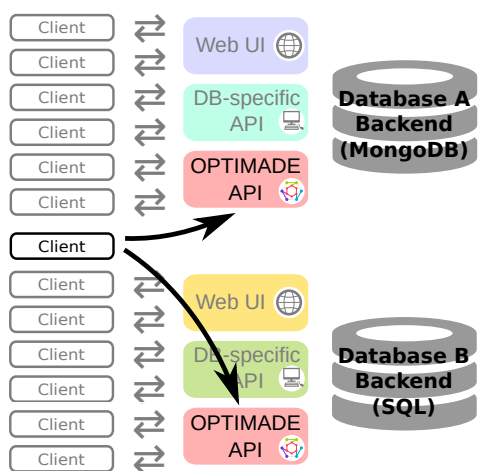 Client
Client
Client
Client
Client
Client
Web UI
DB-specific
API
OPTIMADE
API
Database A
Backend
(MongoDB)
Client
Client
Client
Client
Client
Client
Client
Web UI
DB-specific
API
OPTIMADE
API
Database B
Backend
(SQL)